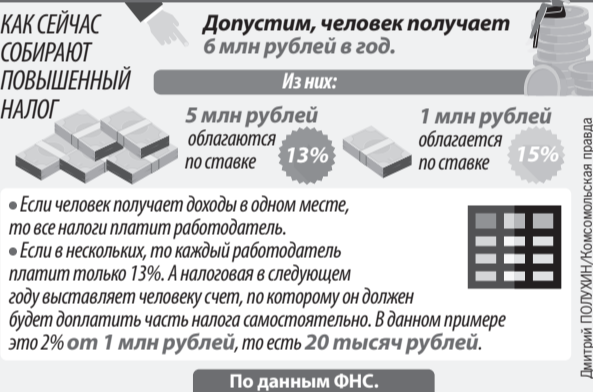 КАК СЕЙЧАС
СОБИРАЮТ
ПОВЫШЕННЫЙ
НАЛОГ
Допустим, человек получает
6 млн рублей в год.
Из них:
5 млн рублей
облагаются
по ставке
13%
1 млн рублей
облагается
по ставке
15%
• Если человек получает доходы в одном месте,
то все налоги платит работодатель.
• Если в нескольких, то каждый работодатель
платит только 13%. А налоговая в следующем
году выставляет человеку счет, по которому он должен
будет доплатить часть налога самостоятельно. В данном примере
это 2% от 1 млн рублей, то есть 20 тысяч рублей.
По данным ФНС.
Дмитрий ПОЛУХИН/Комсомольская правда